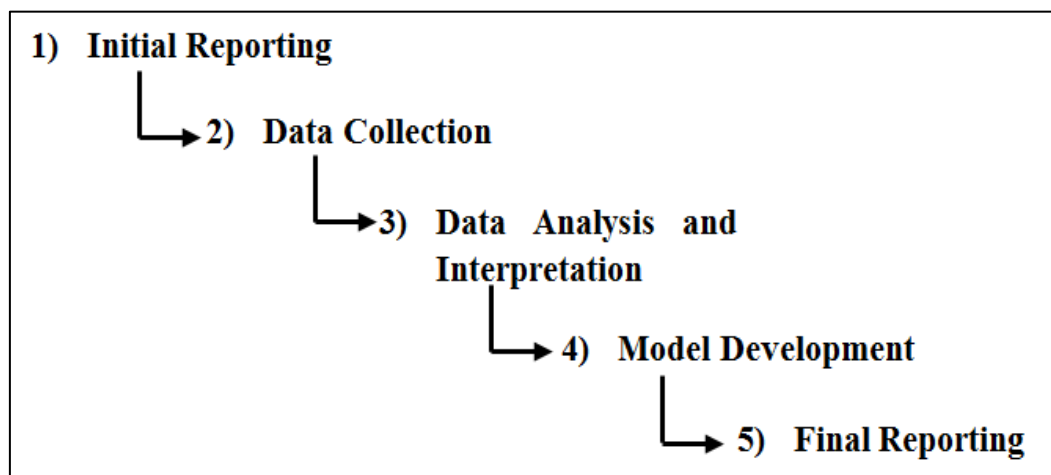 1) Initial Reporting
2) Data Collection
3) Data Analysis and
Interpretation
4) Model Development
5) Final Reporting